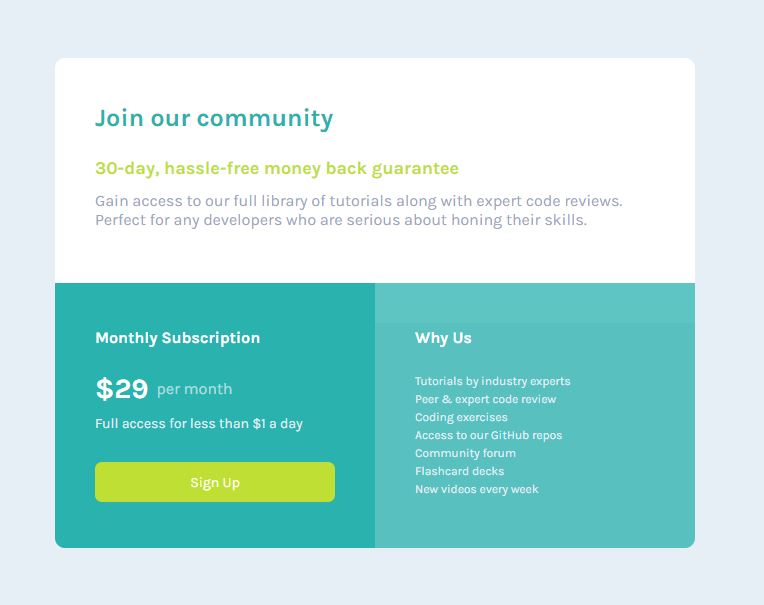 Join our community
30-day, hassle-free money back guarantee
Gain access to our full library of tutorials along with expert code reviews.
Perfect for any developers who are serious about honing their skills.
Monthly Subscription
$29 per month
Full access for less than $1 a day
Sign Up
Why Us
Tutorials by industry experts
Peer & expert code review
Coding exercises
Access to our GitHub repos
Community forum
Flashcard decks
New videos every week